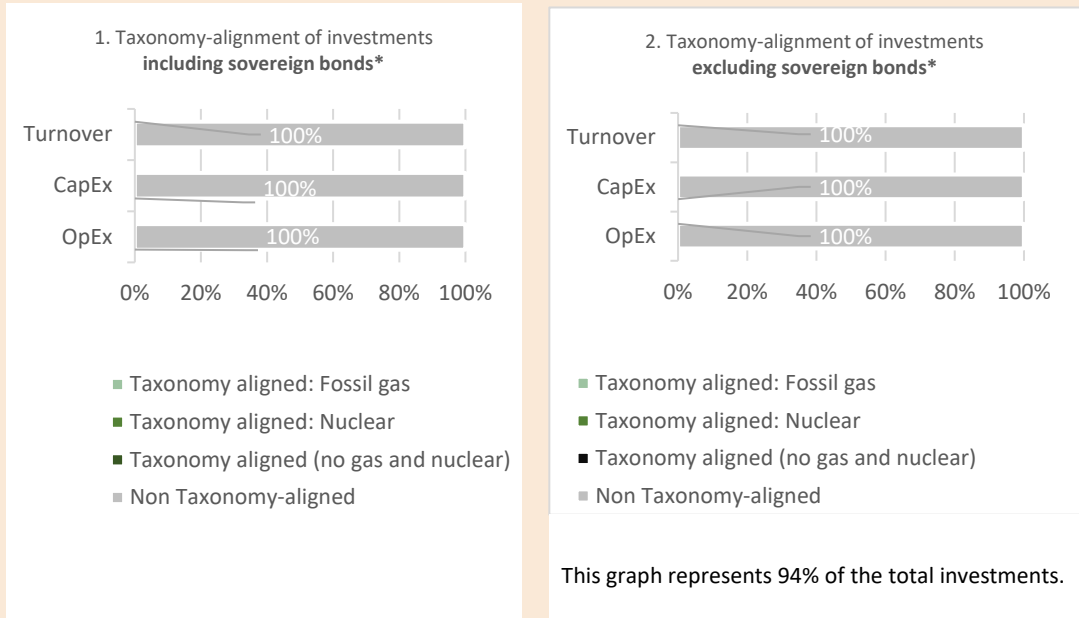 1. Taxonomy-alignment of investments
including sovereign bonds*
Turnover
100%
CapEx
100%
OpEx
100%
0% 20% 40% 60% 80% 100%
Taxonomy aligned: Fossil gas
Taxonomy aligned: Nuclear
Taxonomy aligned (no gas and nuclear)
Non Taxonomy-aligned
2. Taxonomy-alignment of investments
excluding sovereign bonds*
Turnover
100%
CapEx
100%
OpEx
100%
0% 20% 40% 60% 80% 100%
Taxonomy aligned: Fossil gas
Taxonomy aligned: Nuclear
Taxonomy aligned (no gas and nuclear)
Non Taxonomy-aligned
This graph represents 94% of the total investments.